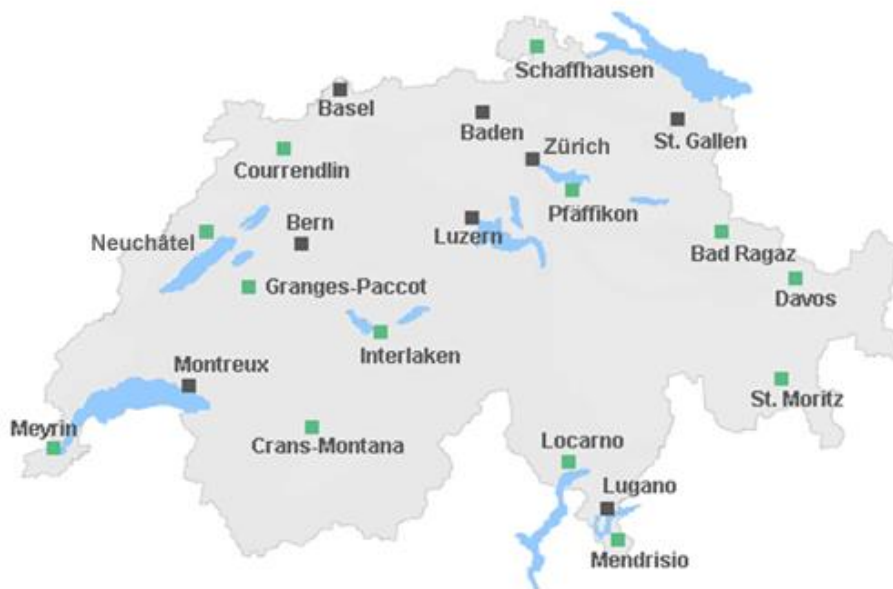 Schaffhausen
Basel
Baden
St. Gallen
Zürich
Courrendlin
Pfäffikon
Bern
Luzern
Neuchâtel
Bad Ragaz
Granges-Paccot
Davos
Interlaken
Montreux
St. Moritz
Meyrin
Crans-Montana
Locarno
Lugano
Mendrisio